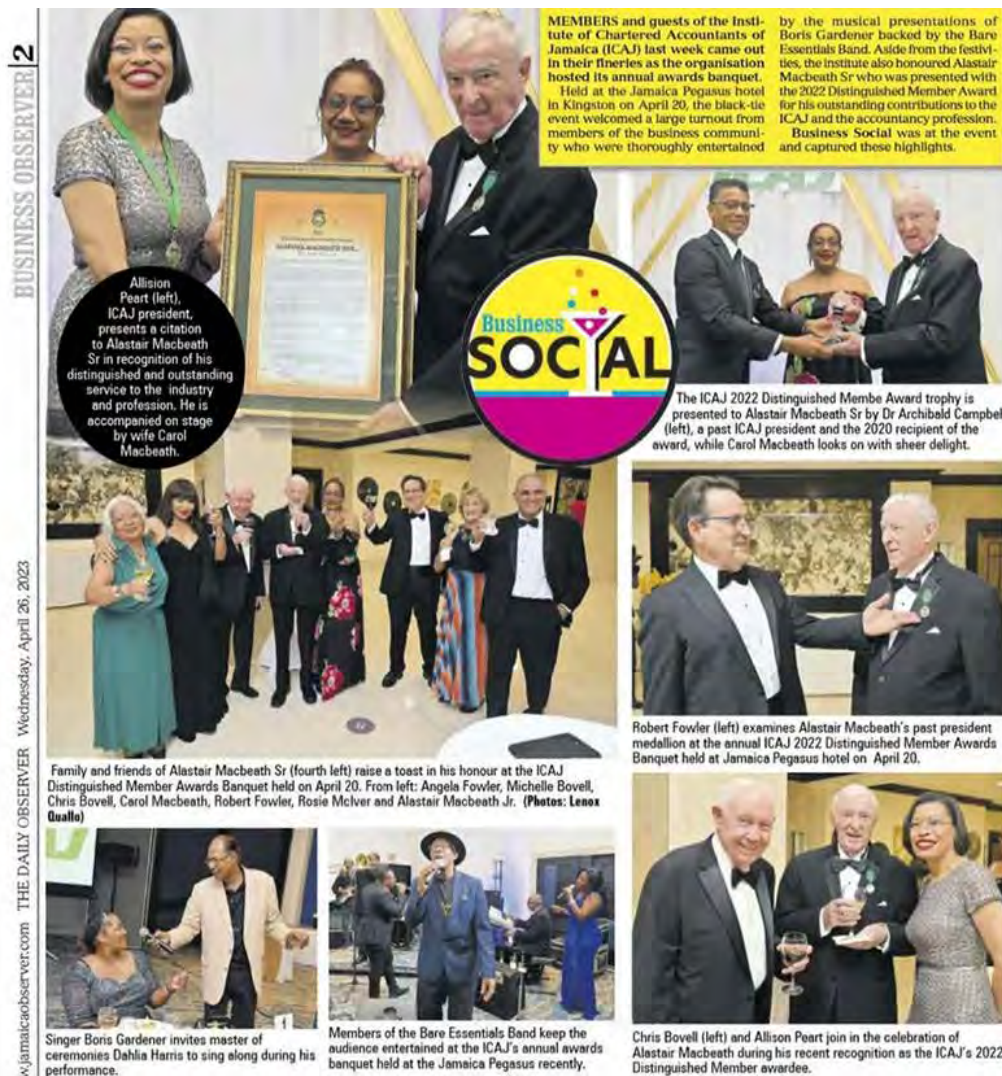 BUSINESS OBSERVER 2
MEMBERS and guests of the Insti-
tute of Chartered Accountants of
Jamaica (ICAJ) last week came out
in their fineries as the organisation
hosted its annual awards banquet.
Held at the Jamaica Pegasus hotel
in Kingston on April 20, the black-tie
event welcomed a large turnout from
members of the business communi-
ty who were thoroughly entertained
by the musical presentations of
Boris Gardener backed by the Bare
Essentials Band. Aside from the festivi-
ties, the institute also honoured Alastair
Macbeath Sr who was presented with
the 2022 Distinguished Member Award
for his outstanding contributions to the
ICAJ and the accountancy profession.
Business Social was at the event
and captured these highlights.
Allision
Peart (left),
ICAJ president,
presents a citation
to Alastair Macbeath
Sr in recognition of his
distinguished and outstanding
service to the industry
and profession. He is
accompanied on stage
by wife Carol
Macbeath.
Business
SOCYAL
The ICAJ 2022 Distinguished Membe Award trophy is
presented to Alastair Macbeath Sr by Dr Archibald Campbel
(left), a past ICAJ president and the 2020 recipient of the
award, while Carol Macbeath looks on with sheer delight.
Family and friends of Alastair Macbeath Sr (fourth left) raise a toast in his honour at the ICAJ
Distinguished Member Awards Banquet held on April 20. From left: Angela Fowler, Michelle Bovell,
Chris Bovell, Carol Macbeath, Robert Fowler, Rosie McIver and Alastair Macbeath Jr. (Photos: Lenox
Quallo)
Robert Fowler (left) examines Alastair Macbeath's past president
medallion at the annual ICAJ 2022 Distinguished Member Awards
Banquet held at Jamaica Pegasus hotel on April 20.
Singer Boris Gardener invites master of
ceremonies Dahlia Harris to sing along during his
performance.
Members of the Bare Essentials Band keep the
audience entertained at the ICAJ's annual awards
banquet held at the Jamaica Pegasus recently.
Chris Bovell (left) and Allison Peart join in the celebration of
Alastair Macbeath during his recent recognition as the ICAJ's 2022
Distinguished Member awardee.
w.jamaicaobserver.com THE DAILY OBSERVER Wednesday, April 26, 2023